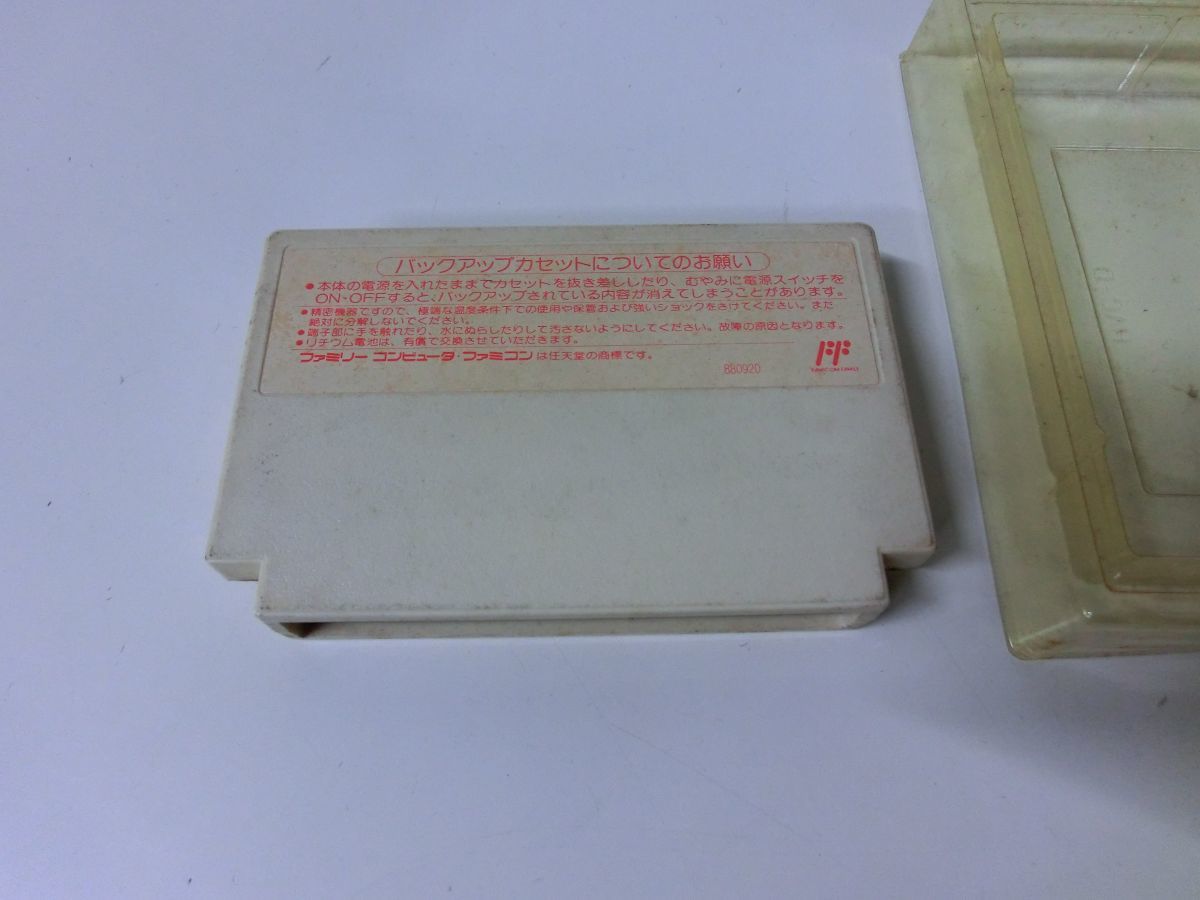 バックアップカセットについてのお願い
●本体の電源を入れたままでカセットを抜き差ししたり、むやみに電源スイッチを
ON・OFFすると、バックアップされている内容が消えてしまうことがあります。
●精密機器ですので、極端な温度条件下での使用や保管および強いショックをさけてください。また
絶対に分解しないでください。
●端子部に手を触れたり、水にぬらしたりして汚さないようにしてください。故障の原因となります。
●リチウム電池は、有償で交換させていただきます。
ファミリー コンピュータ・ファミコンは任天堂の商標です。
880920
FAMICOM FAMILY